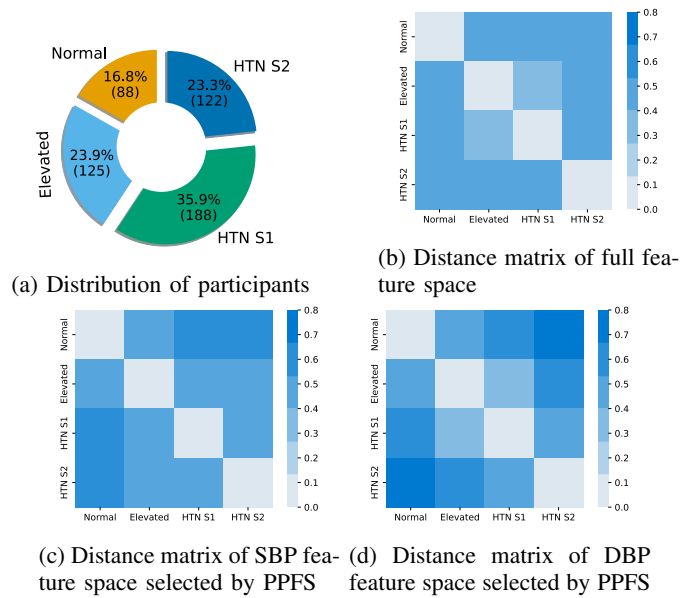 Normal
HTN S2
16.8%
(88)
23.3%
(122)
Elevated
23.9%
(125)
35.9%
(188)
HTN S1
(a) Distribution of participants
Normal
Elevated
HTN S1
HTN S2
Normal Elevated HTN S1 HTN S2
0.8
0.7
0.6
0.5
0.4
0.3
0.2
0.1
0.0
(b) Distance matrix of full fea-
ture space
Normal
Elevated
HTN S1
HTN S2
Normal Elevated HTN S1 HTN S2
0.8
0.7
0.6
0.5
0.4
0.3
0.2
0.1
0.0
(c) Distance matrix of SBP fea-
ture space selected by PPFS
Normal
Elevated
HTN S1
HTN S2
Normal Elevated HTN S1 HTN S2
0.8
0.7
0.6
0.5
0.4
0.3
0.2
0.1
0.0
(d) Distance matrix of DBP
feature space selected by PPFS